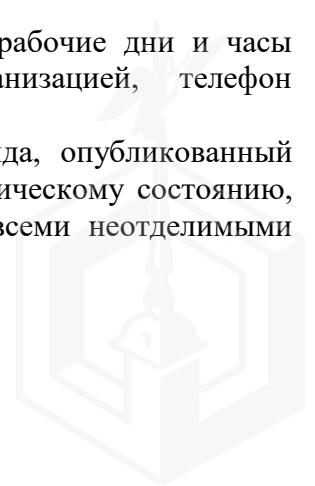 рабочие дни и часы
анизацией, телефон
да, опубликованный
ическому состоянию,
всеми неотделимыми